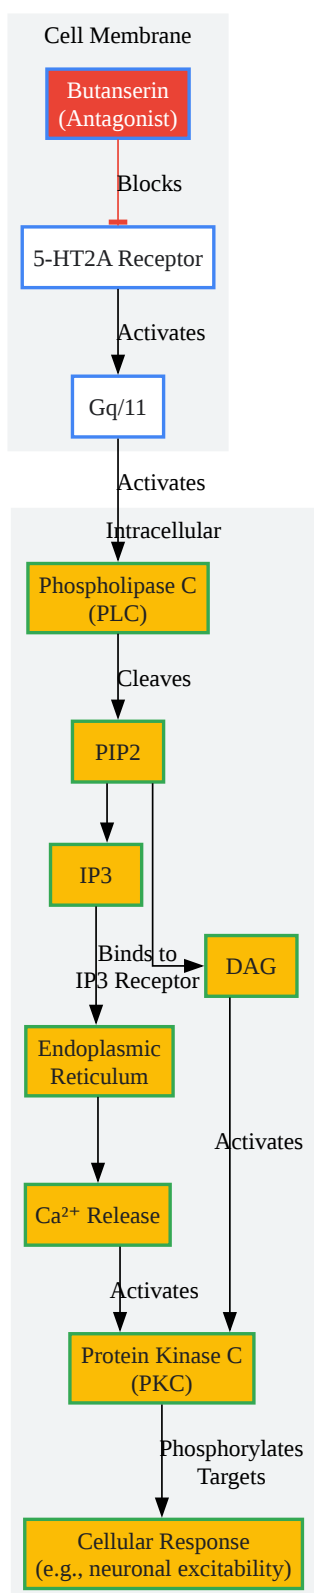 Cell Membrane
Butanserin
(Antagonist)
Blocks
5-HT2A Receptor
Activates
Gq/11
Activates
Intracellular
Phospholipase C
(PLC)
Cleaves
PIP2
IP3
Binds to
IP3 Receptor
DAG
Endoplasmic
Reticulum
Activates
Ca²⁺ Release
Activates
Protein Kinase C
(PKC)
Phosphorylates
Targets
Cellular Response
(e.g., neuronal excitability)